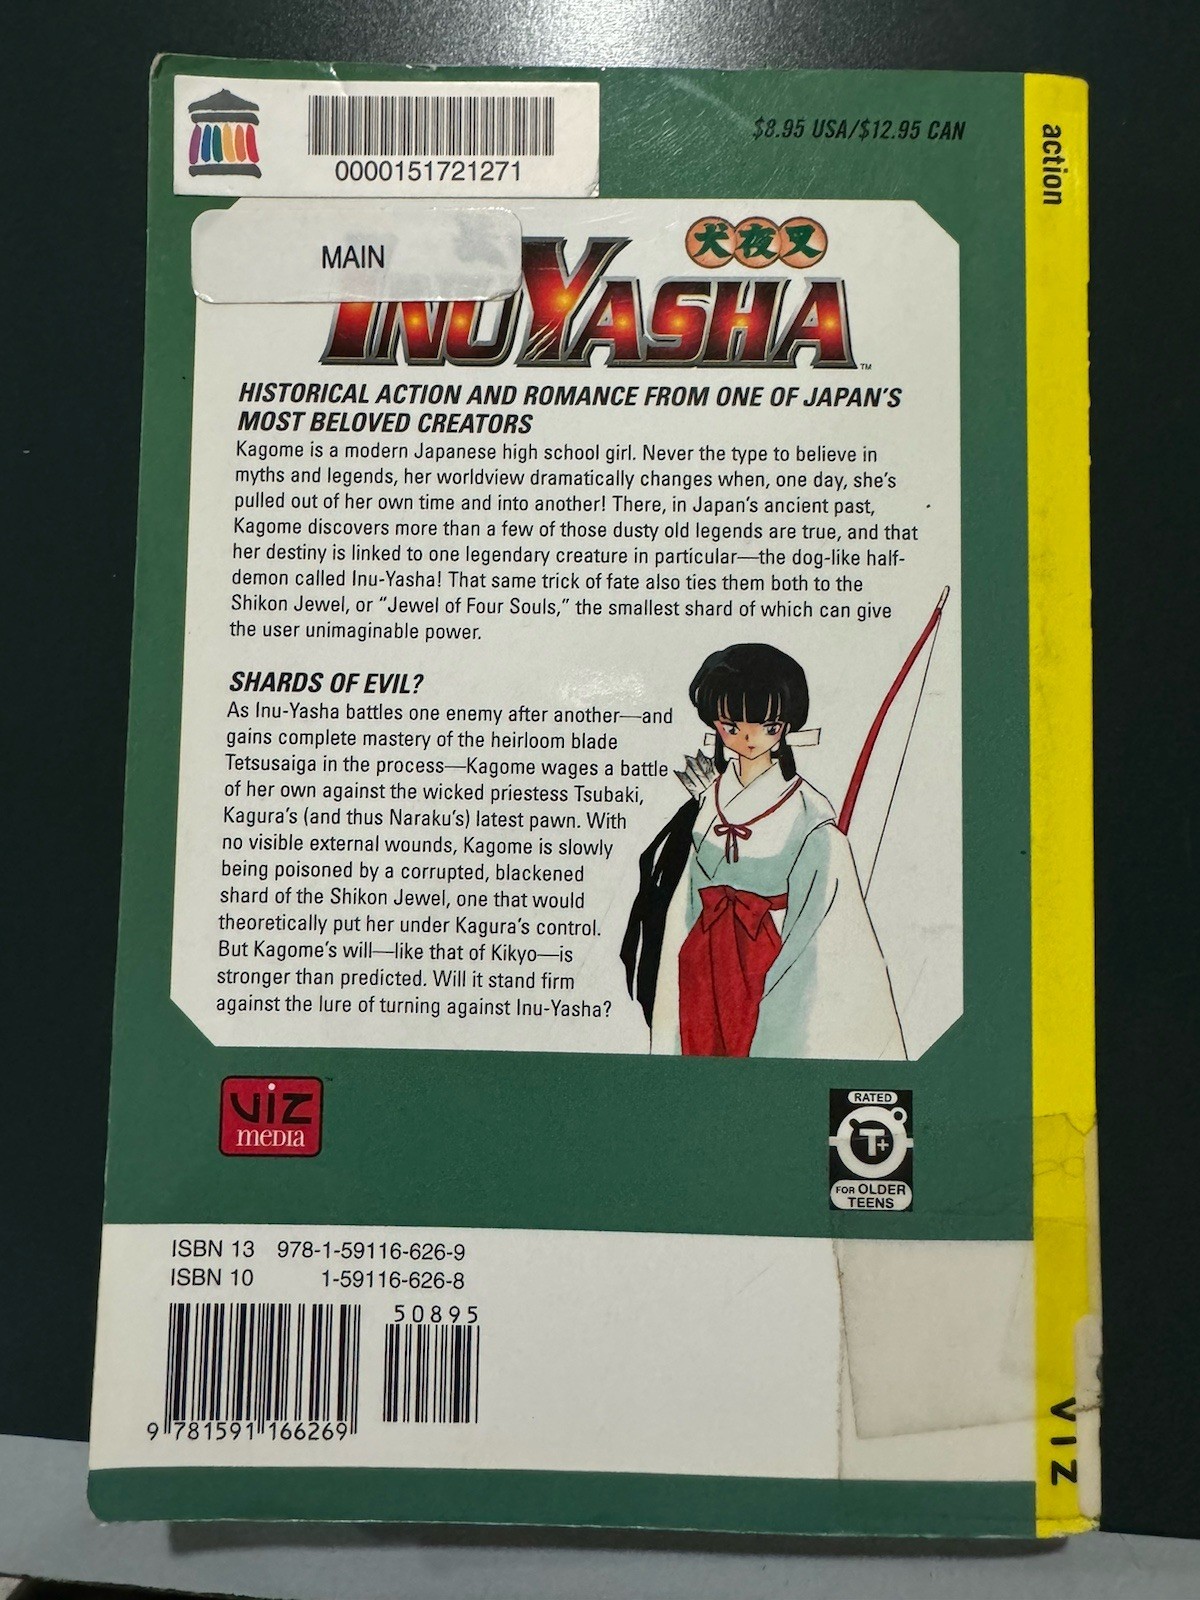 0000151721271
$8.95 USA/$12.95 CAN
action
MAIN
犬夜叉
INUYASHA™
HISTORICAL ACTION AND ROMANCE FROM ONE OF JAPAN'S
MOST BELOVED CREATORS
Kagome is a modern Japanese high school girl. Never the type to believe in
myths and legends, her worldview dramatically changes when, one day, she's
pulled out of her own time and into another! There, in Japan's ancient past,
Kagome discovers more than a few of those dusty old legends are true, and that
her destiny is linked to one legendary creature in particular—the dog-like half-
demon called Inu-Yasha! That same trick of fate also ties them both to the
Shikon Jewel, or “Jewel of Four Souls,” the smallest shard of which can give
the user unimaginable power.
SHARDS OF EVIL?
As Inu-Yasha battles one enemy after another—and
gains complete mastery of the heirloom blade
Tetsusaiga in the process—Kagome wages a battle
of her own against the wicked priestess Tsubaki,
Kagura's (and thus Naraku's) latest pawn. With
no visible external wounds, Kagome is slowly
being poisoned by a corrupted, blackened
shard of the Shikon Jewel, one that would
theoretically put her under Kagura's control.
But Kagome's will—like that of Kikyo—is
stronger than predicted. Will it stand firm
against the lure of turning against Inu-Yasha?
VIZ™
MEDIA
RATED
T+
FOR OLDER
TEENS
ISBN 13 978-1-59116-626-9
ISBN 10 1-59116-626-8
50895
9 781591 166269
VIZ